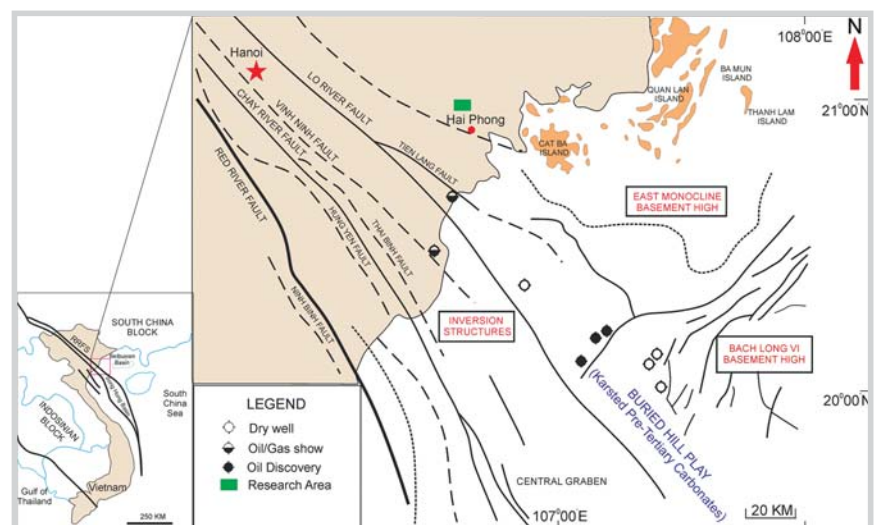 108°00'E
N
Hanoi
LO RIVER FAULT
BA MUN
ISLAND
QUAN LAN
ISLAND
THANH LAM
ISLAND
21°00'N
CHAY RIVER FAULT
VINH NINH FAULT
Hai Phong
CAT BA
ISLAND
RED RIVER FAULT
TIEN LANG FAULT
EAST MONOCLINE
BASEMENT HIGH
HUNG YEN FAULT
THAI BINH FAULT
NINH BINH FAULT
INVERSION
STRUCTURES
BACH LONG VI
BASEMENT HIGH
BURIED HILL PLAY
(Karsted Pre-Tertiary Carbonates)
20°00'N
SOUTH CHINA
BLOCK
RRFS
Basin
South
China
Sea
INDOSINIAN
BLOCK
Gulf of
Thailand
Vietnam
250 KM
LEGEND
Dry well
Oil/Gas show
Oil Discovery
Research Area
CENTRAL GRABEN
107°00'E
20 KM